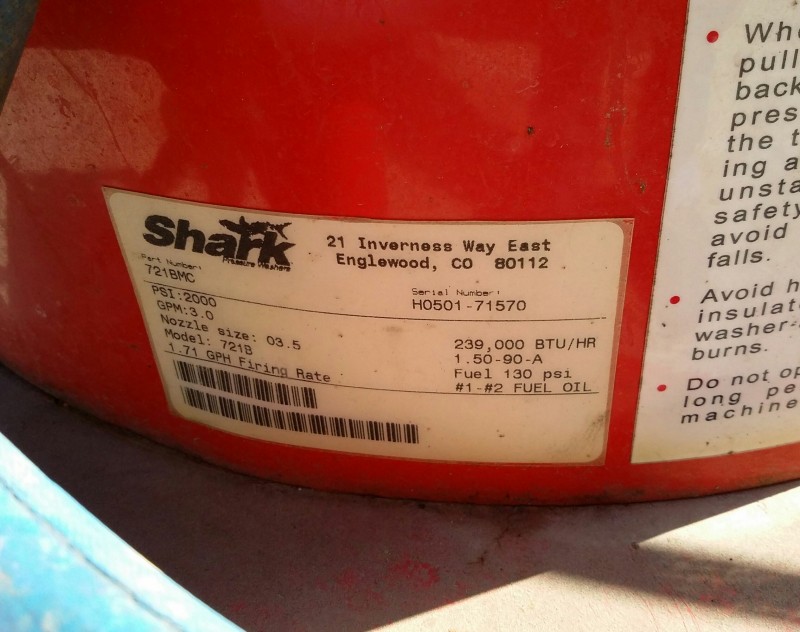 Shark
Pressure Washers
21 Inverness Way East
Englewood, CO 80112
Part Number:
721BMC
Serial Number:
H0501-71570
PSI:2000
GPM:3.0
Nozzle size: 03.5
Model: 721B
1.71 GPH Firing Rate
239,000 BTU/HR
1.50-90-A
Fuel 130 psi
#1-#2 FUEL OIL
• Whe
pull
back
pres
the t
ing a
unsta
safety
avoid
falls.
• Avoid h
insulat
washer-
burns.
• Do not op
long pe
machine